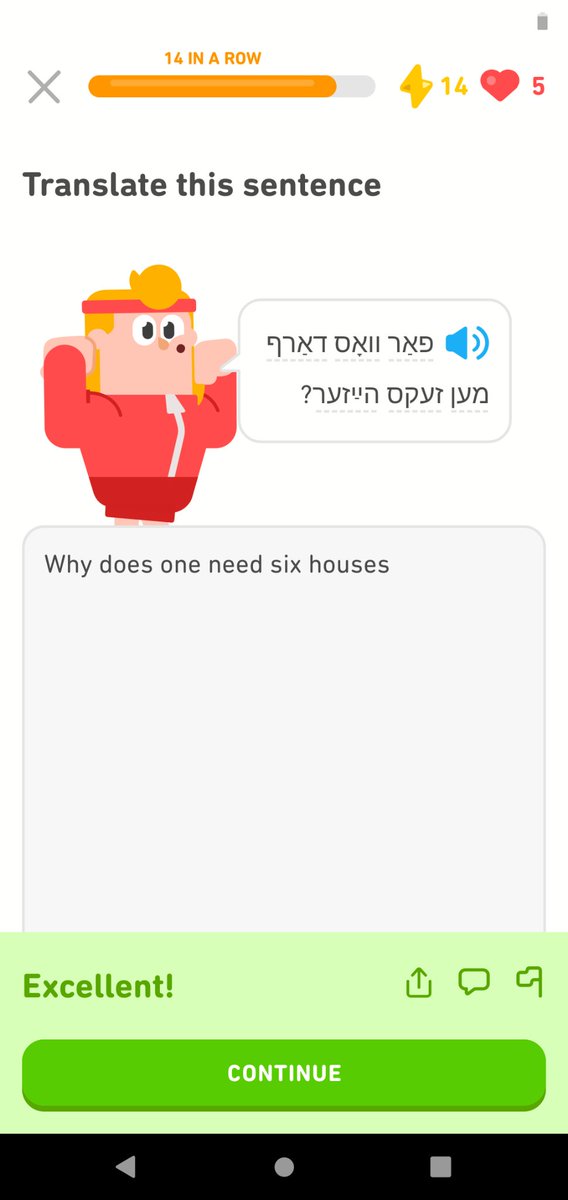 14 IN A ROW
14
5
Translate this sentence
פאַר וואָס דאַרף
מען זעקס הײַזער?
Why does one need six houses
Excellent!
CONTINUE